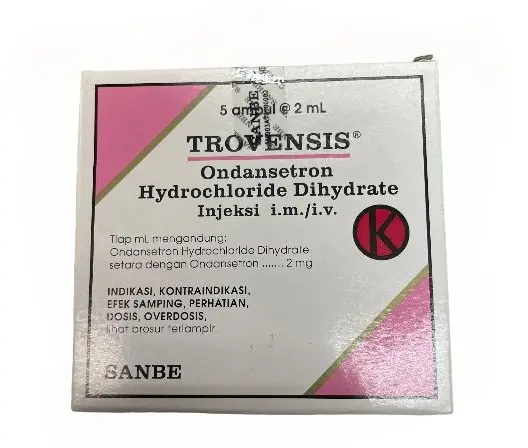 5 ampul @ 2 mL
SANBE
TROVENSIS®
Ondansetron
Hydrochloride Dihydrate
Injeksi i.m./i.v.
K
Tiap mL mengandung:
Ondansetron Hydrochloride Dihydrate
setara dengan Ondansetron ....... 2 mg
INDIKASI, KONTRAINDIKASI,
EFEK SAMPING, PERHATIAN,
DOSIS, OVERDOSIS,
lihat brosur terlampir
SANBE